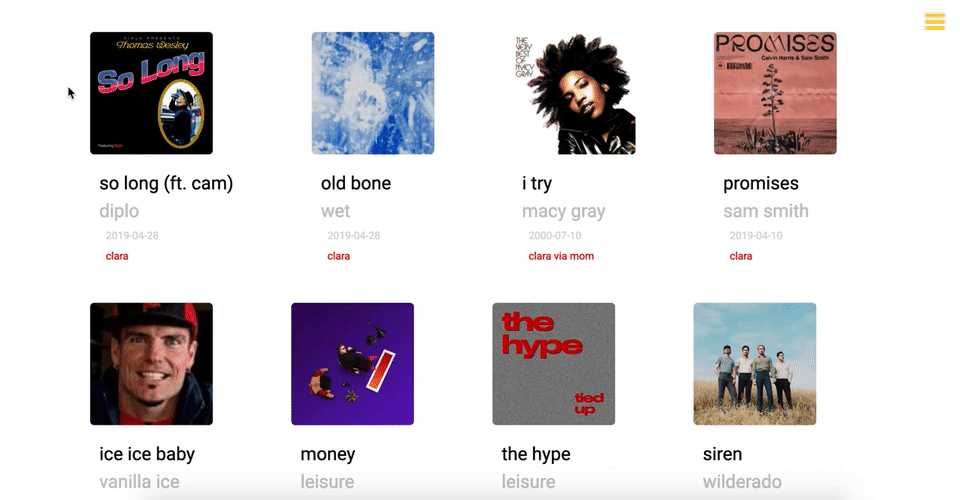 DIPLO PRESENTS
Thomas Wesley
So Long
Featuring Cam
THE
VERY
BEST
OF
MACY
GRAY
PROMISES
Calvin Harris & Sam Smith
so long (ft. cam)
old bone
i try
promises
diplo
wet
macy gray
sam smith
2019-04-28
2019-04-28
2000-07-10
2019-04-10
clara
clara
clara via mom
clara
the
hype
tied
up
ice ice baby
money
the hype
siren
vanilla ice
leisure
leisure
wilderado